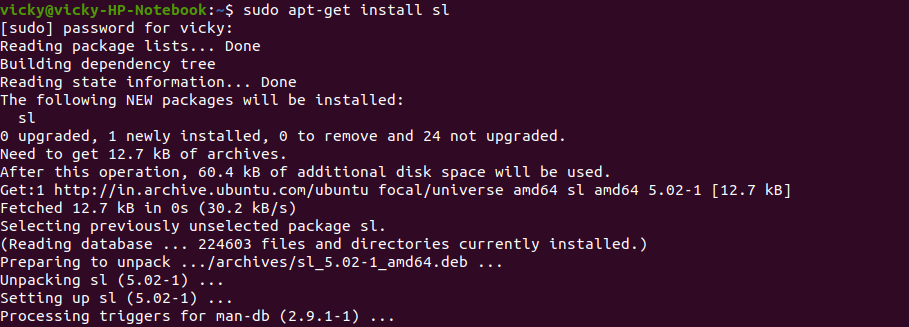 vicky@vicky-HP-Notebook:~$ sudo apt-get install sl
[sudo] password for vicky:
Reading package lists... Done
Building dependency tree
Reading state information... Done
The following NEW packages will be installed:
  sl
0 upgraded, 1 newly installed, 0 to remove and 24 not upgraded.
Need to get 12.7 kB of archives.
After this operation, 60.4 kB of additional disk space will be used.
Get:1 http://in.archive.ubuntu.com/ubuntu focal/universe amd64 sl amd64 5.02-1 [12.7 kB]
Fetched 12.7 kB in 0s (30.2 kB/s)
Selecting previously unselected package sl.
(Reading database ... 224603 files and directories currently installed.)
Preparing to unpack .../archives/sl_5.02-1_amd64.deb ...
Unpacking sl (5.02-1) ...
Setting up sl (5.02-1) ...
Processing triggers for man-db (2.9.1-1) ...